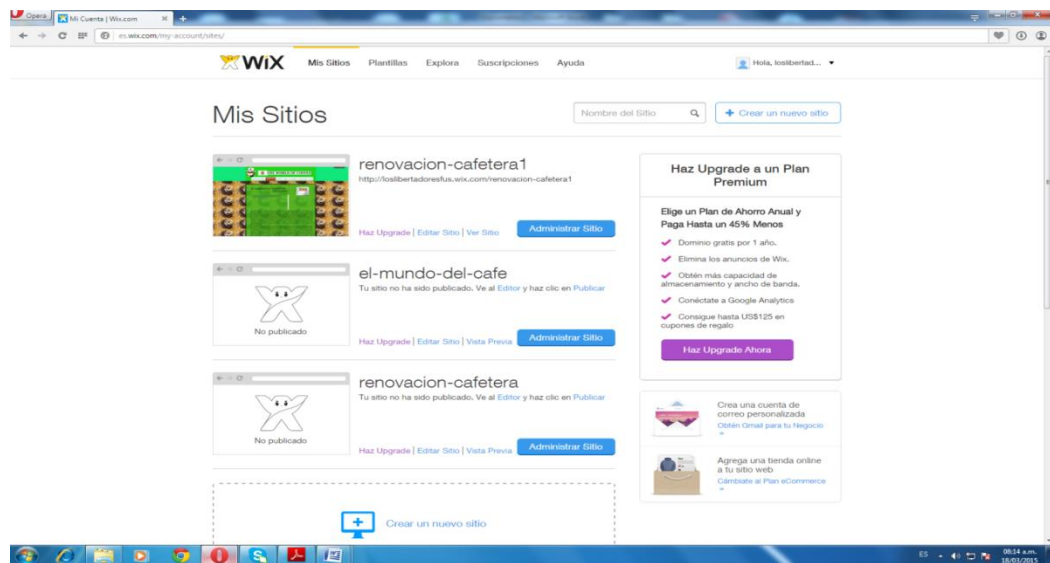 Opera
Mi Cuenta | Wix.com
es.wix.com/my-account/sites/
WiX
Mis Sitios
Plantillas
Explora
Suscripciones
Ayuda
Hola, loslibertad...
Mis Sitios
Nombre del Sitio
Crear un nuevo sitio
renovacion-cafetera1
http://loslibertadoresfus.wix.com/renovacion-cafetera1
Haz Upgrade | Editar Sitio | Ver Sitio
Administrar Sitio
el-mundo-del-cafe
Tu sitio no ha sido publicado. Ve al Editor y haz clic en Publicar
No publicado
Haz Upgrade | Editar Sitio | Vista Previa
Administrar Sitio
renovacion-cafetera
Tu sitio no ha sido publicado. Ve al Editor y haz clic en Publicar
No publicado
Haz Upgrade | Editar Sitio | Vista Previa
Administrar Sitio
Crear un nuevo sitio
Haz Upgrade a un Plan
Premium
Elige un Plan de Ahorro Anual y
Paga Hasta un 45% Menos
Dominio gratis por 1 año.
Elimina los anuncios de Wix.
Obtén más capacidad de
almacenamiento y ancho de banda.
Conéctate a Google Analytics
Consigue hasta US$125 en
cupones de regalo
Haz Upgrade Ahora
Crea una cuenta de
correo personalizada
Obtén Gmail para tu Negocio
Agrega una tienda online
a tu sitio web
Cámbiate al Plan eCommerce
ES
08:14 a.m.
18/03/2015